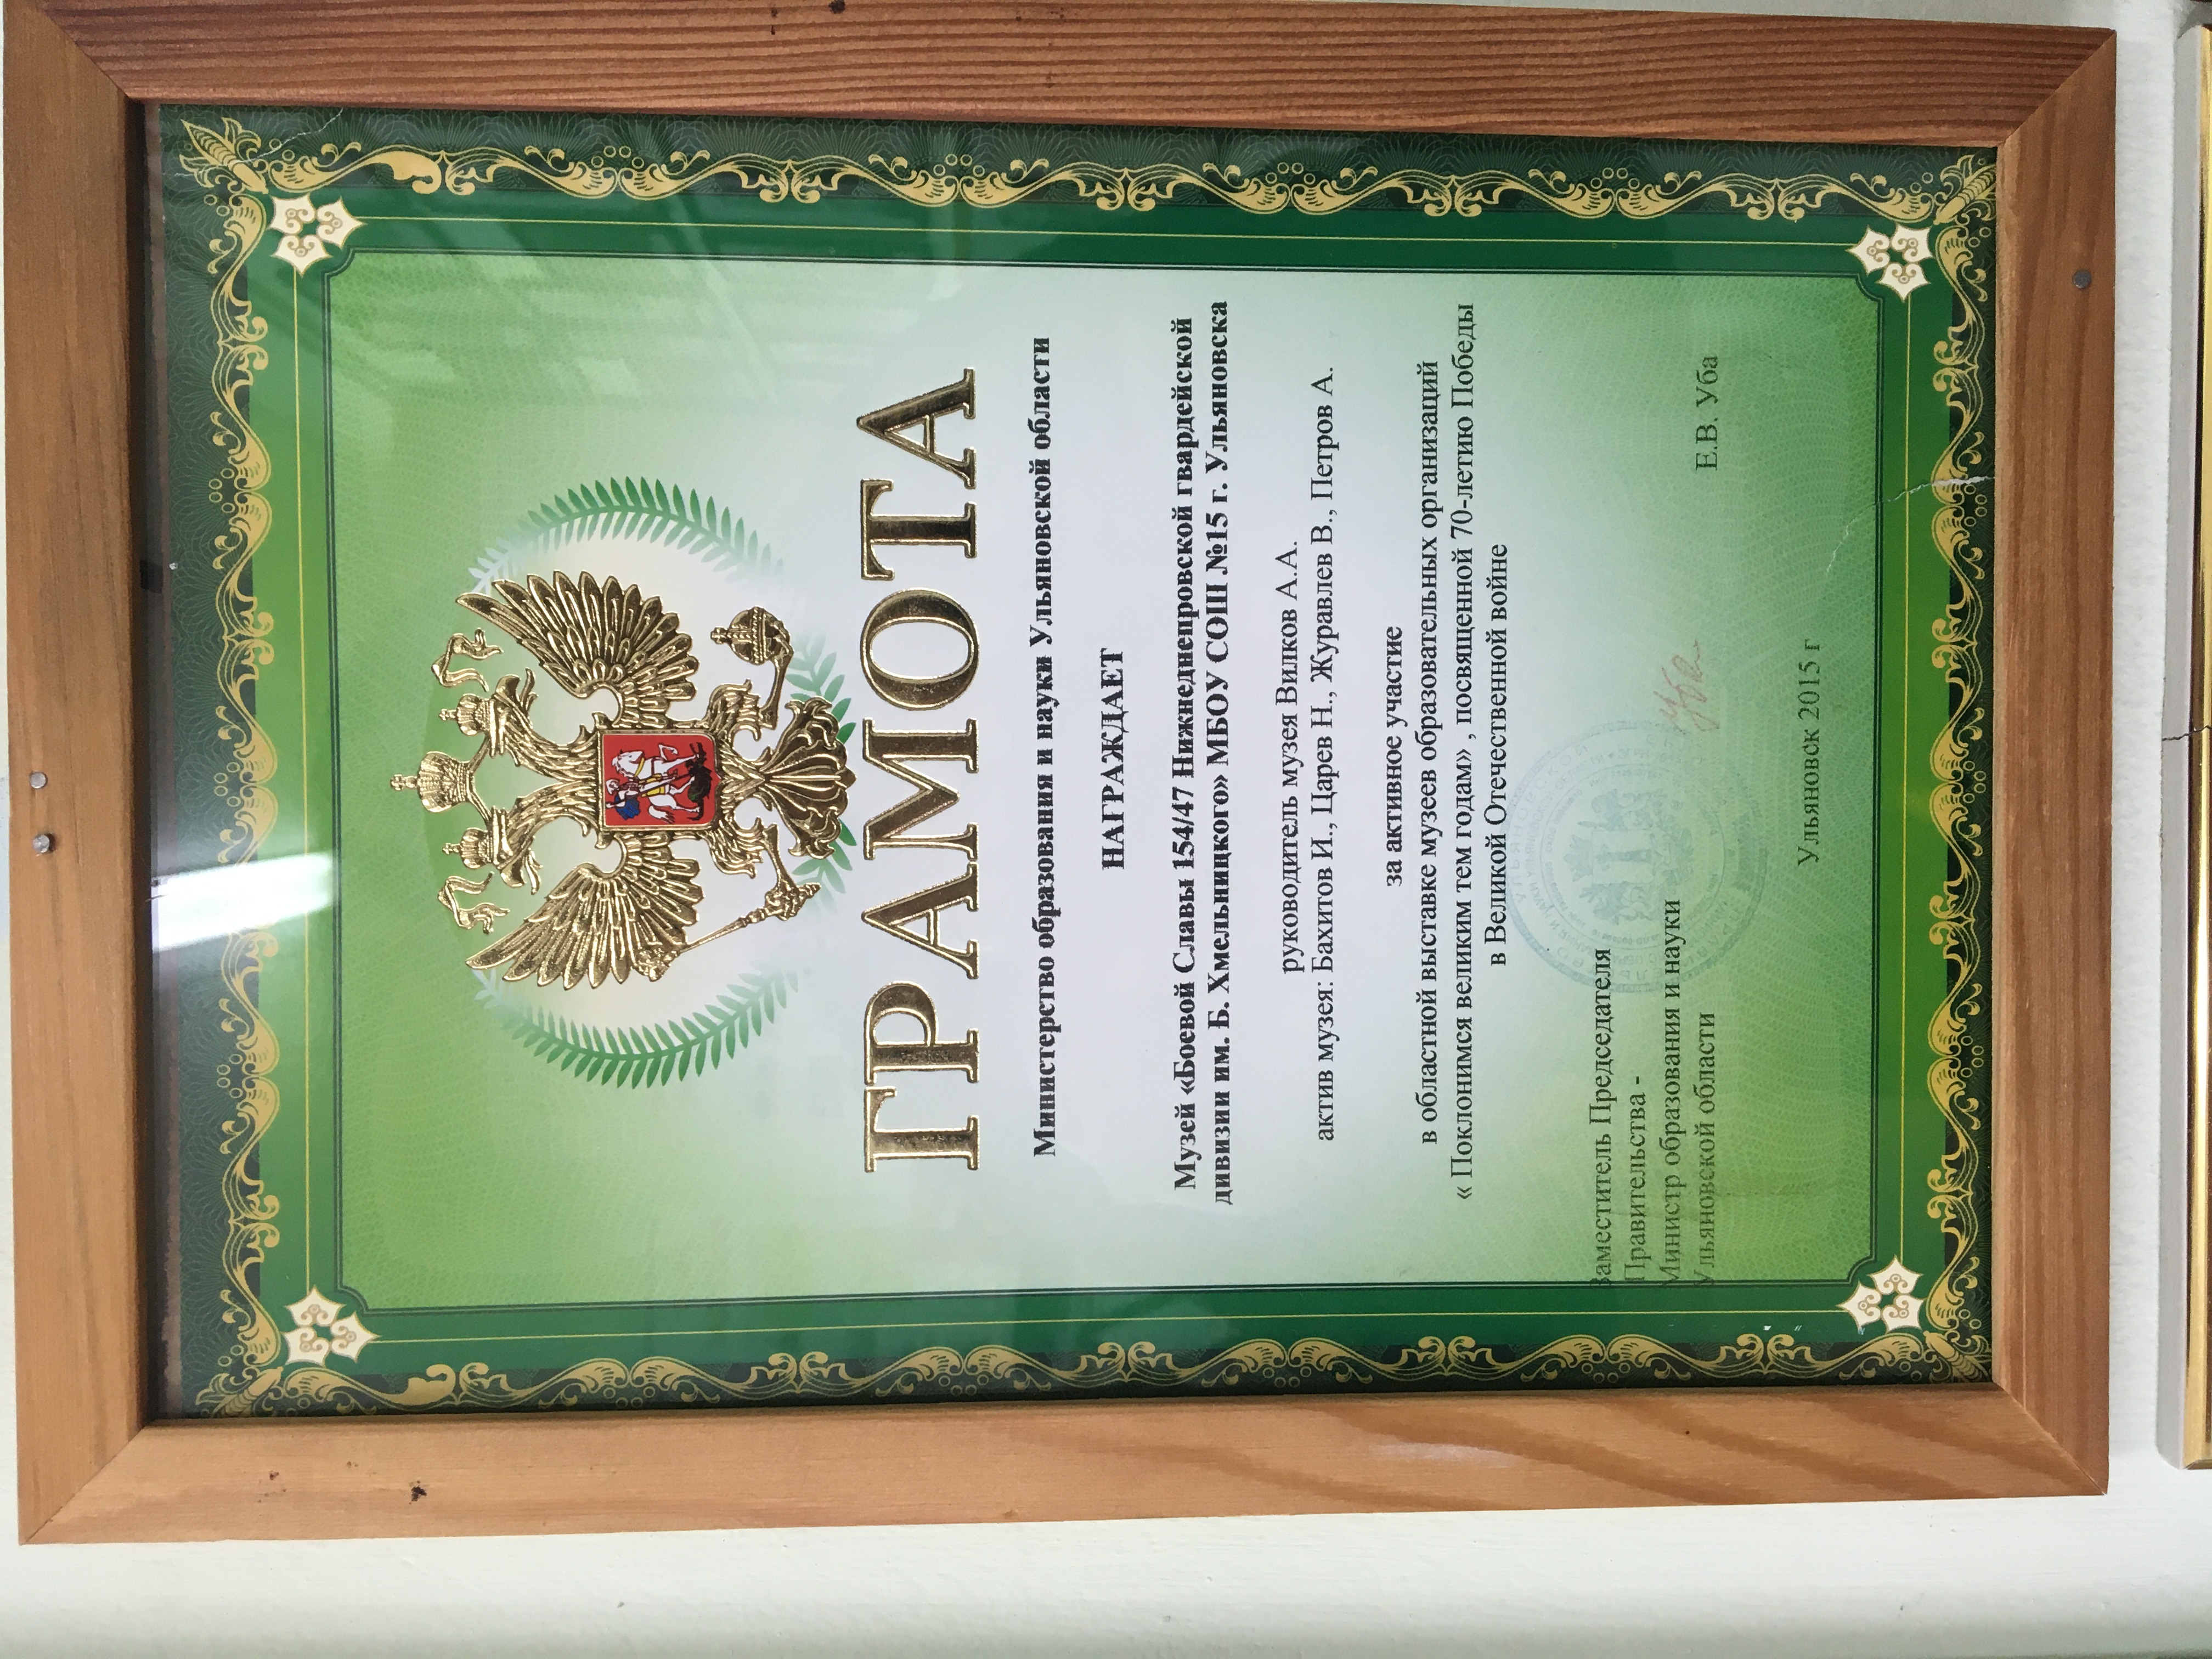 ГРАМОТА
Министерство образования и науки Ульяновской области
НАГРАЖДАЕТ
Музей «Боевой Славы 154/47 Нижнеднепровской гвардейской
дивизии им. Б. Хмельницкого» МБОУ СОШ №15 г. Ульяновска
руководитель музея Вилков А.А.
актив музея: Бахитов И., Царев Н., Журавлев В., Петров А.
за активное участие
в областной выставке музеев образовательных организаций
« Поклонимся великим тем годам» , посвященной 70-летию Победы
в Великой Отечественной войне
Заместитель Председателя
Правительства -
Министр образования и науки
Ульяновской области
Уба
Е.В. Уба
Ульяновск 2015 г